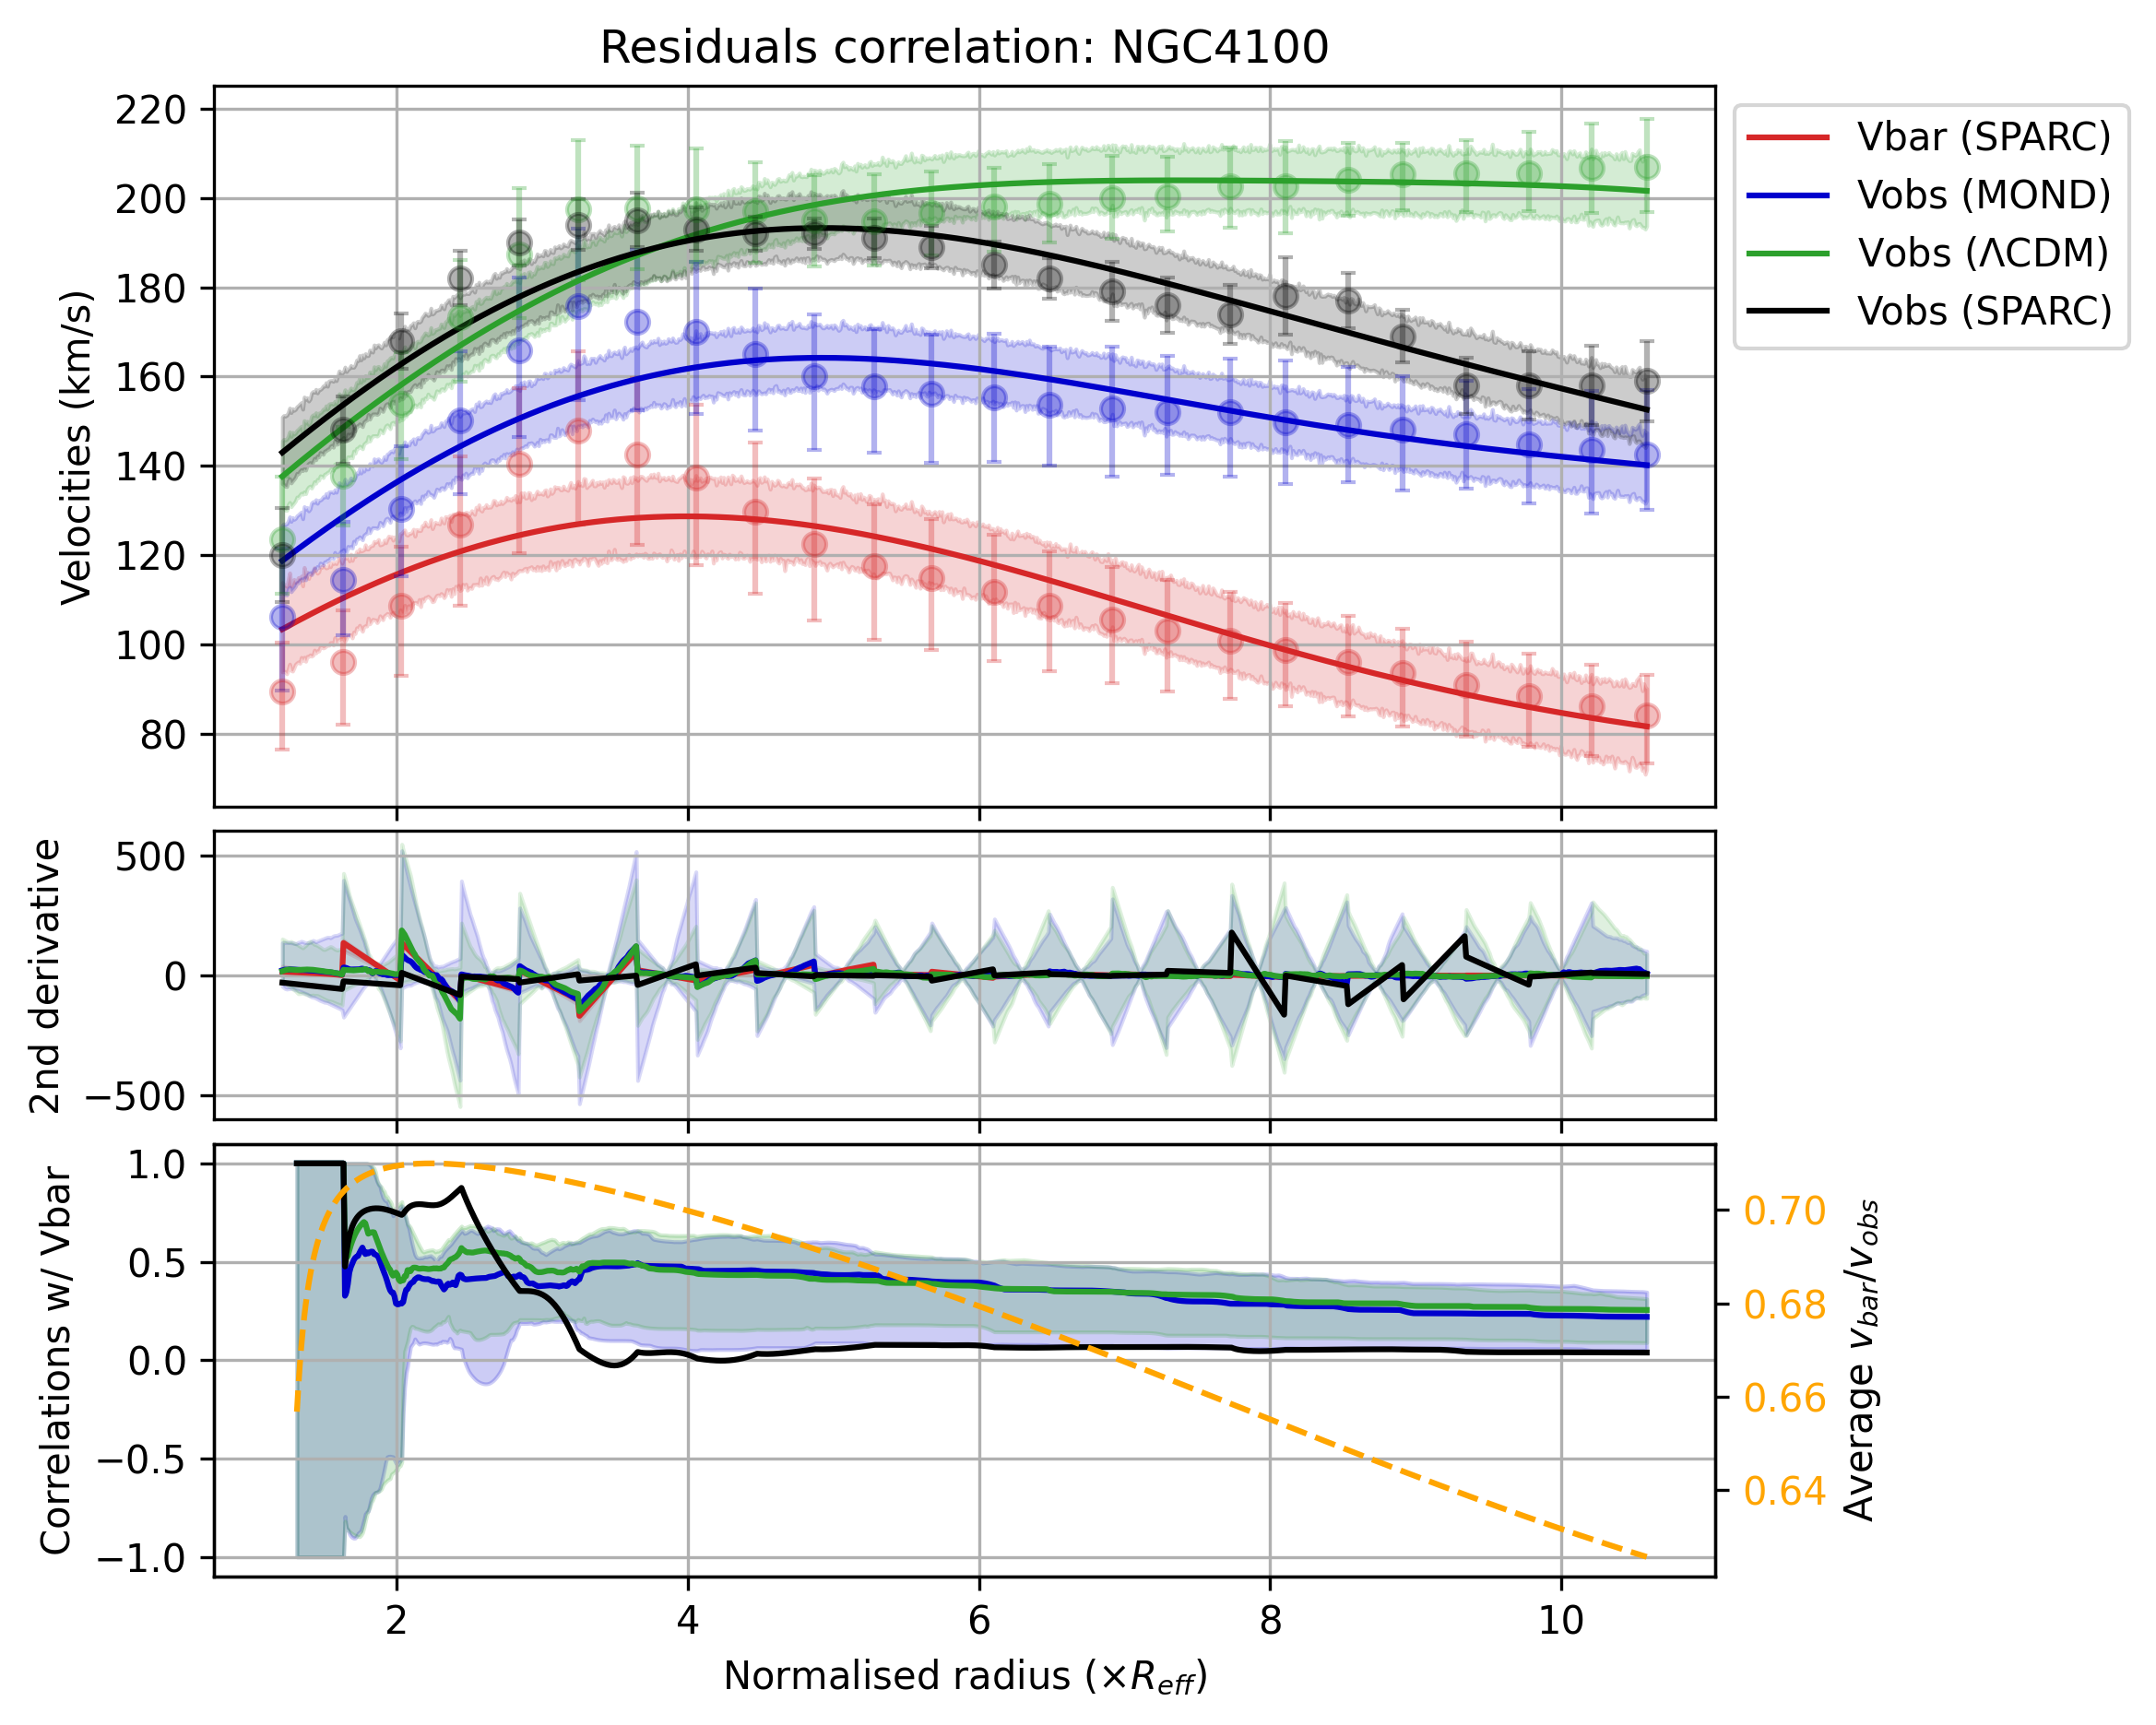 Residuals correlation: NGC4100
Velocities (km/s)
220
200
180
160
140
120
100
80
Vbar (SPARC)
Vobs (MOND)
Vobs (ΛCDM)
Vobs (SPARC)
2nd derivative
500
0
−500
Correlations w/ Vbar
1.0
0.5
0.0
−0.5
−1.0
0.70
0.68
0.66
0.64
Average v_bar/v_obs
2 4 6 8 10
Normalised radius (×R_eff)